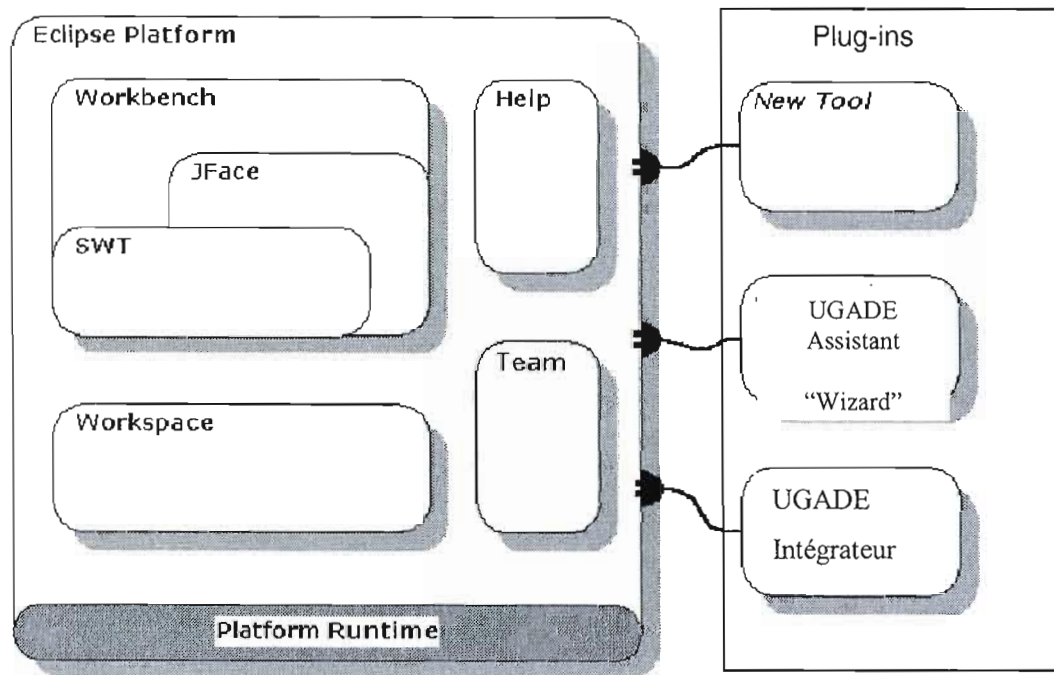 Eclipse Platform
Workbench
JFace
SWT
Workspace
Help
Team
Platform Runtime
Plug-ins
New Tool
UGADE
Assistant
“Wizard”
UGADE
Intégrateur